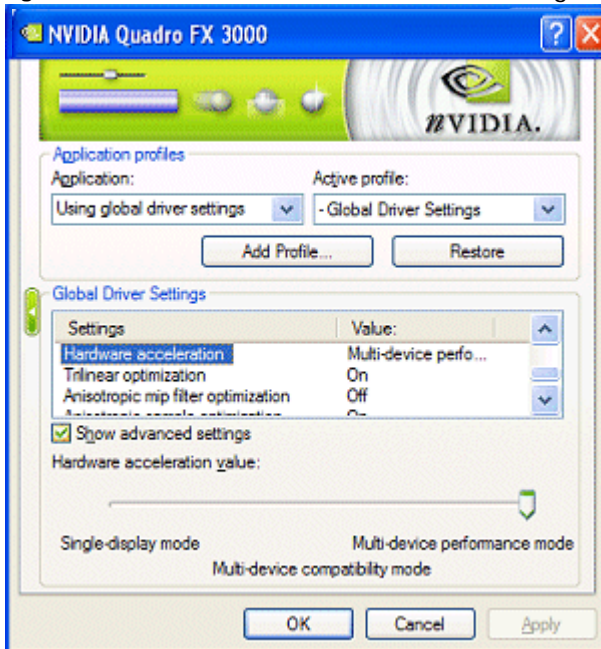 NVIDIA Quadro FX 3000
nVIDIA.
Application profiles
Application:
Active profile:
Using global driver settings
- Global Driver Settings
Add Profile...
Restore
Global Driver Settings
Settings
Value:
Hardware acceleration
Multi-device perfo...
Trilinear optimization
On
Anisotropic mip filter optimization
Off
Show advanced settings
Hardware acceleration value:
Single-display mode
Multi-device performance mode
Multi-device compatibility mode
OK
Cancel
Apply